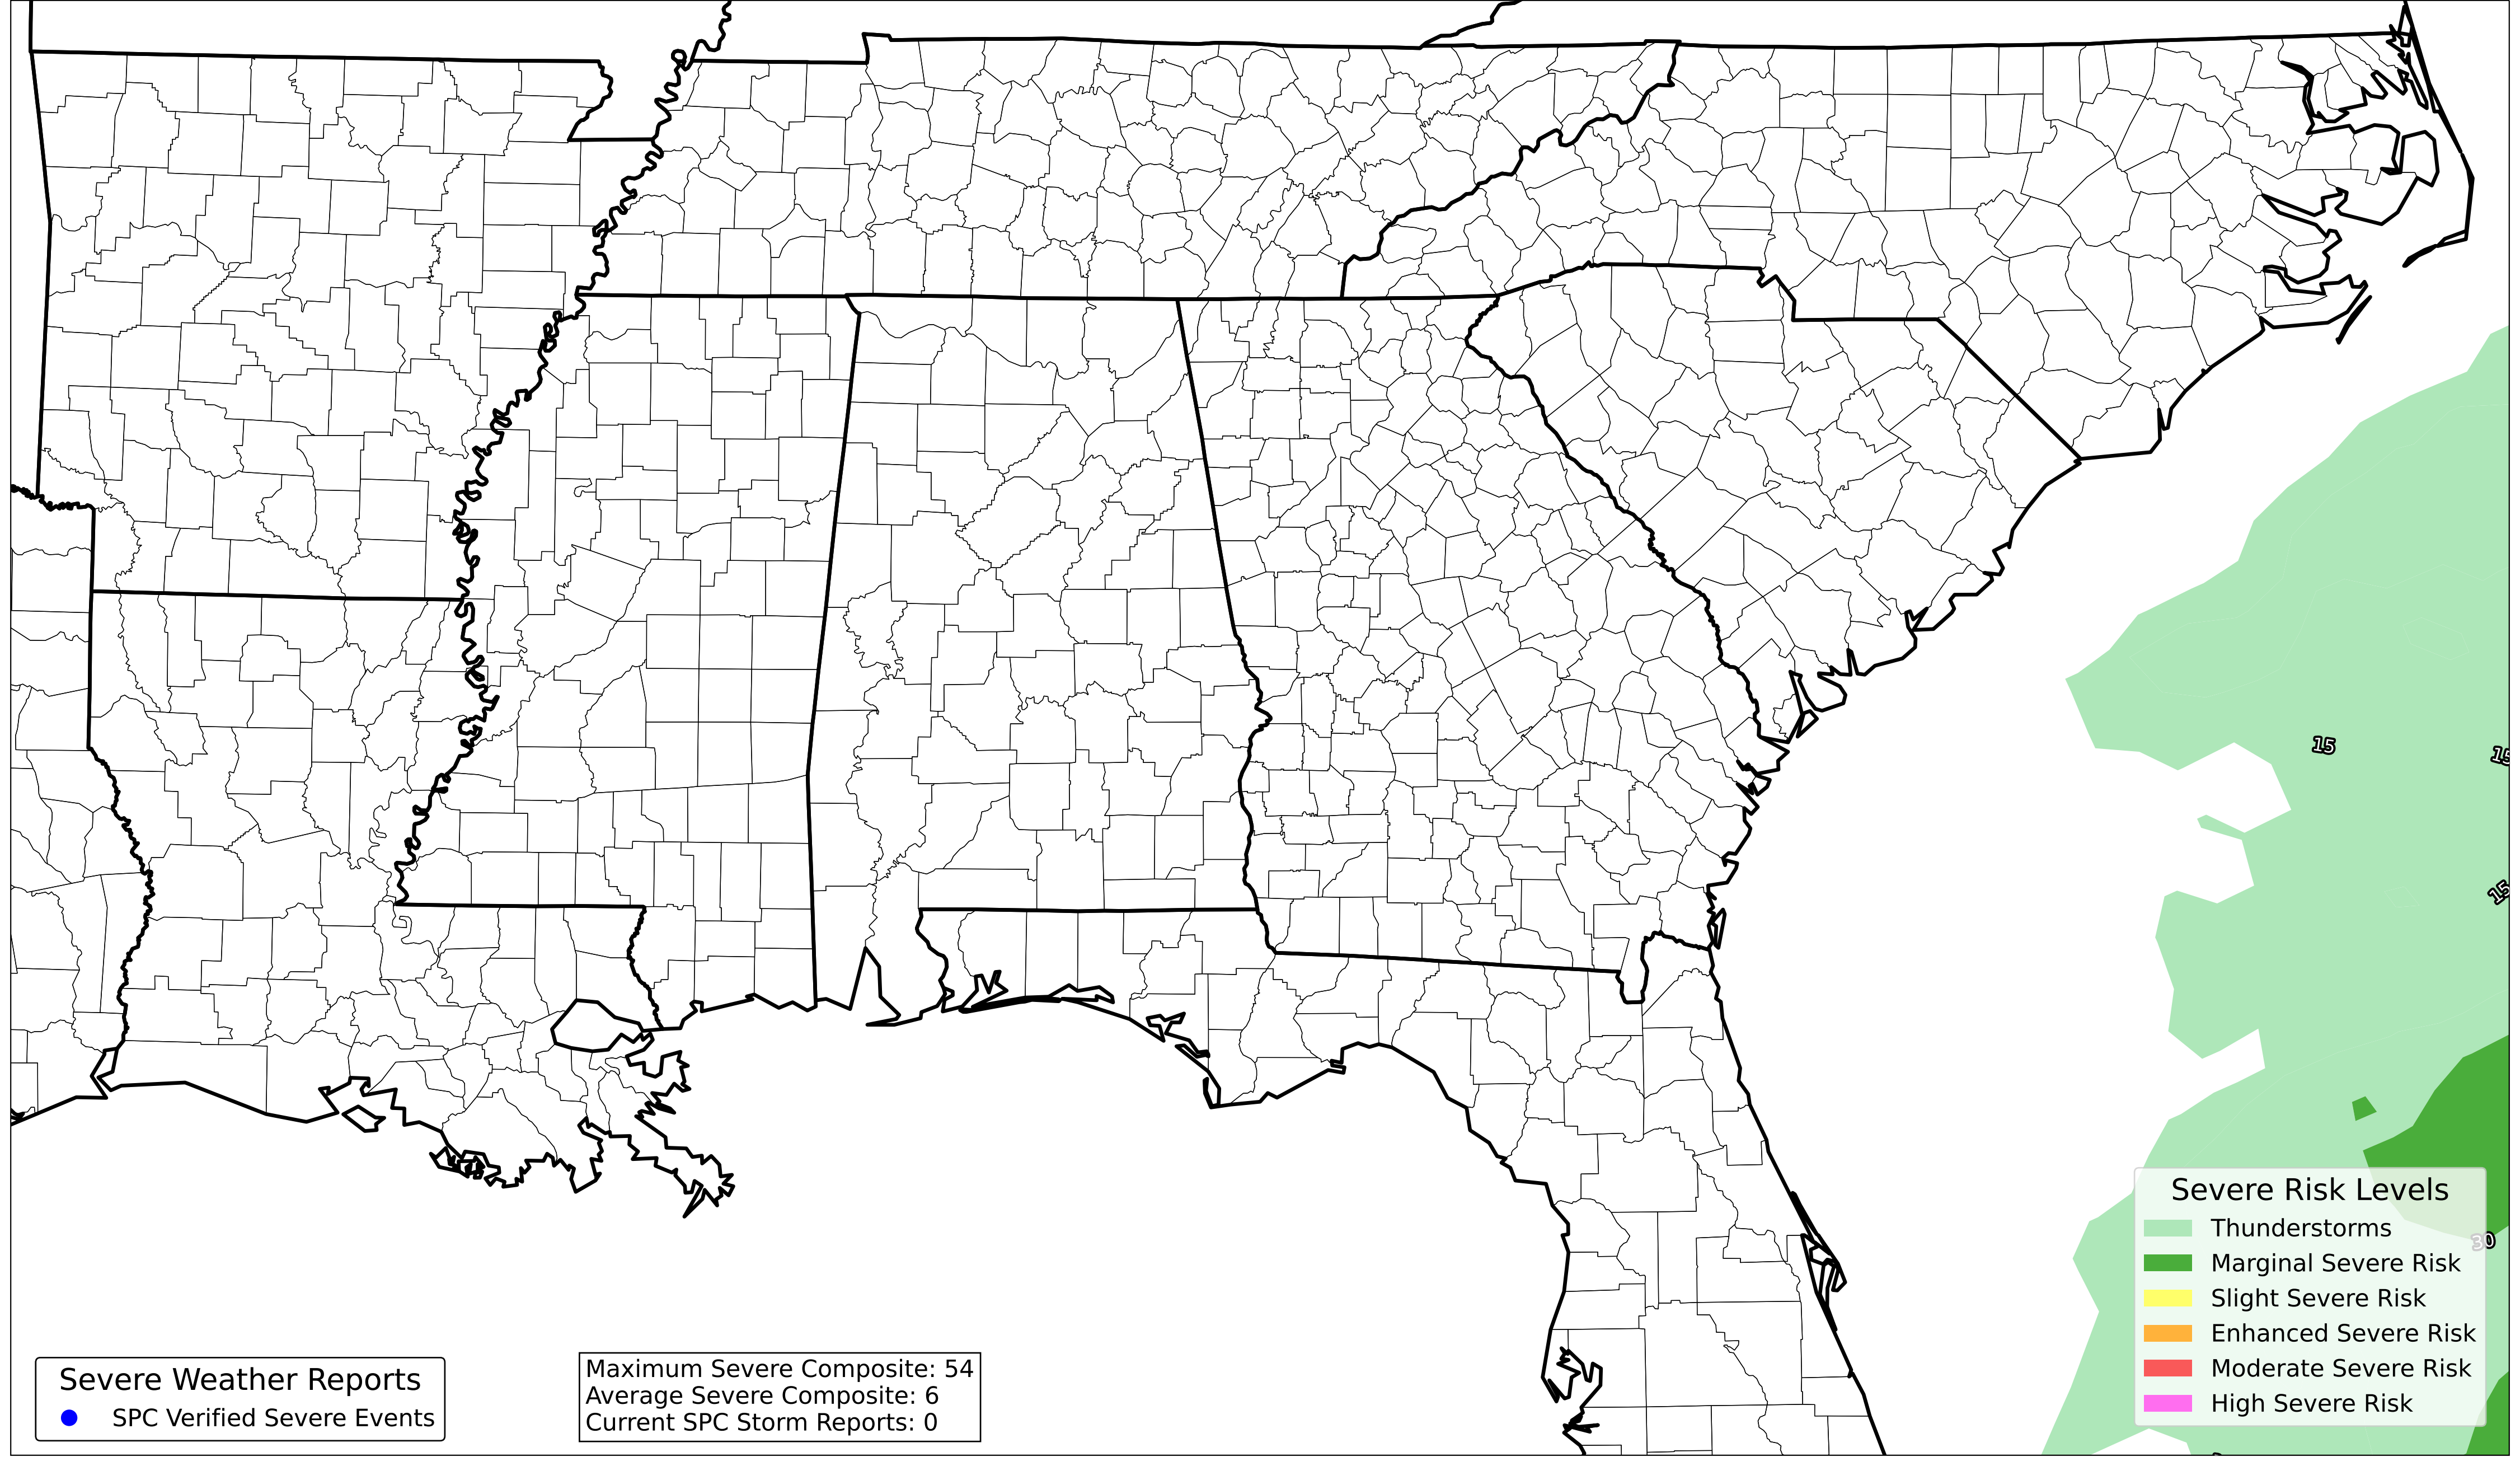 15
15
15
30
Severe Risk Levels
Thunderstorms
Marginal Severe Risk
Slight Severe Risk
Enhanced Severe Risk
Moderate Severe Risk
High Severe Risk
Severe Weather Reports
SPC Verified Severe Events
Maximum Severe Composite: 54
Average Severe Composite: 6
Current SPC Storm Reports: 0